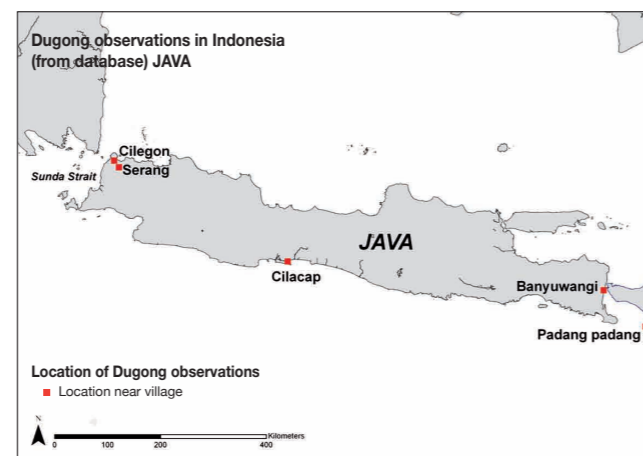 Dugong observations in Indonesia
(from database) JAVA
Cilegon
Serang
Sunda Strait
JAVA
Cilacap
Banyuwangi
Padang padang
Location of Dugong observations
Location near village
N
Kilometers
0 100 200 400